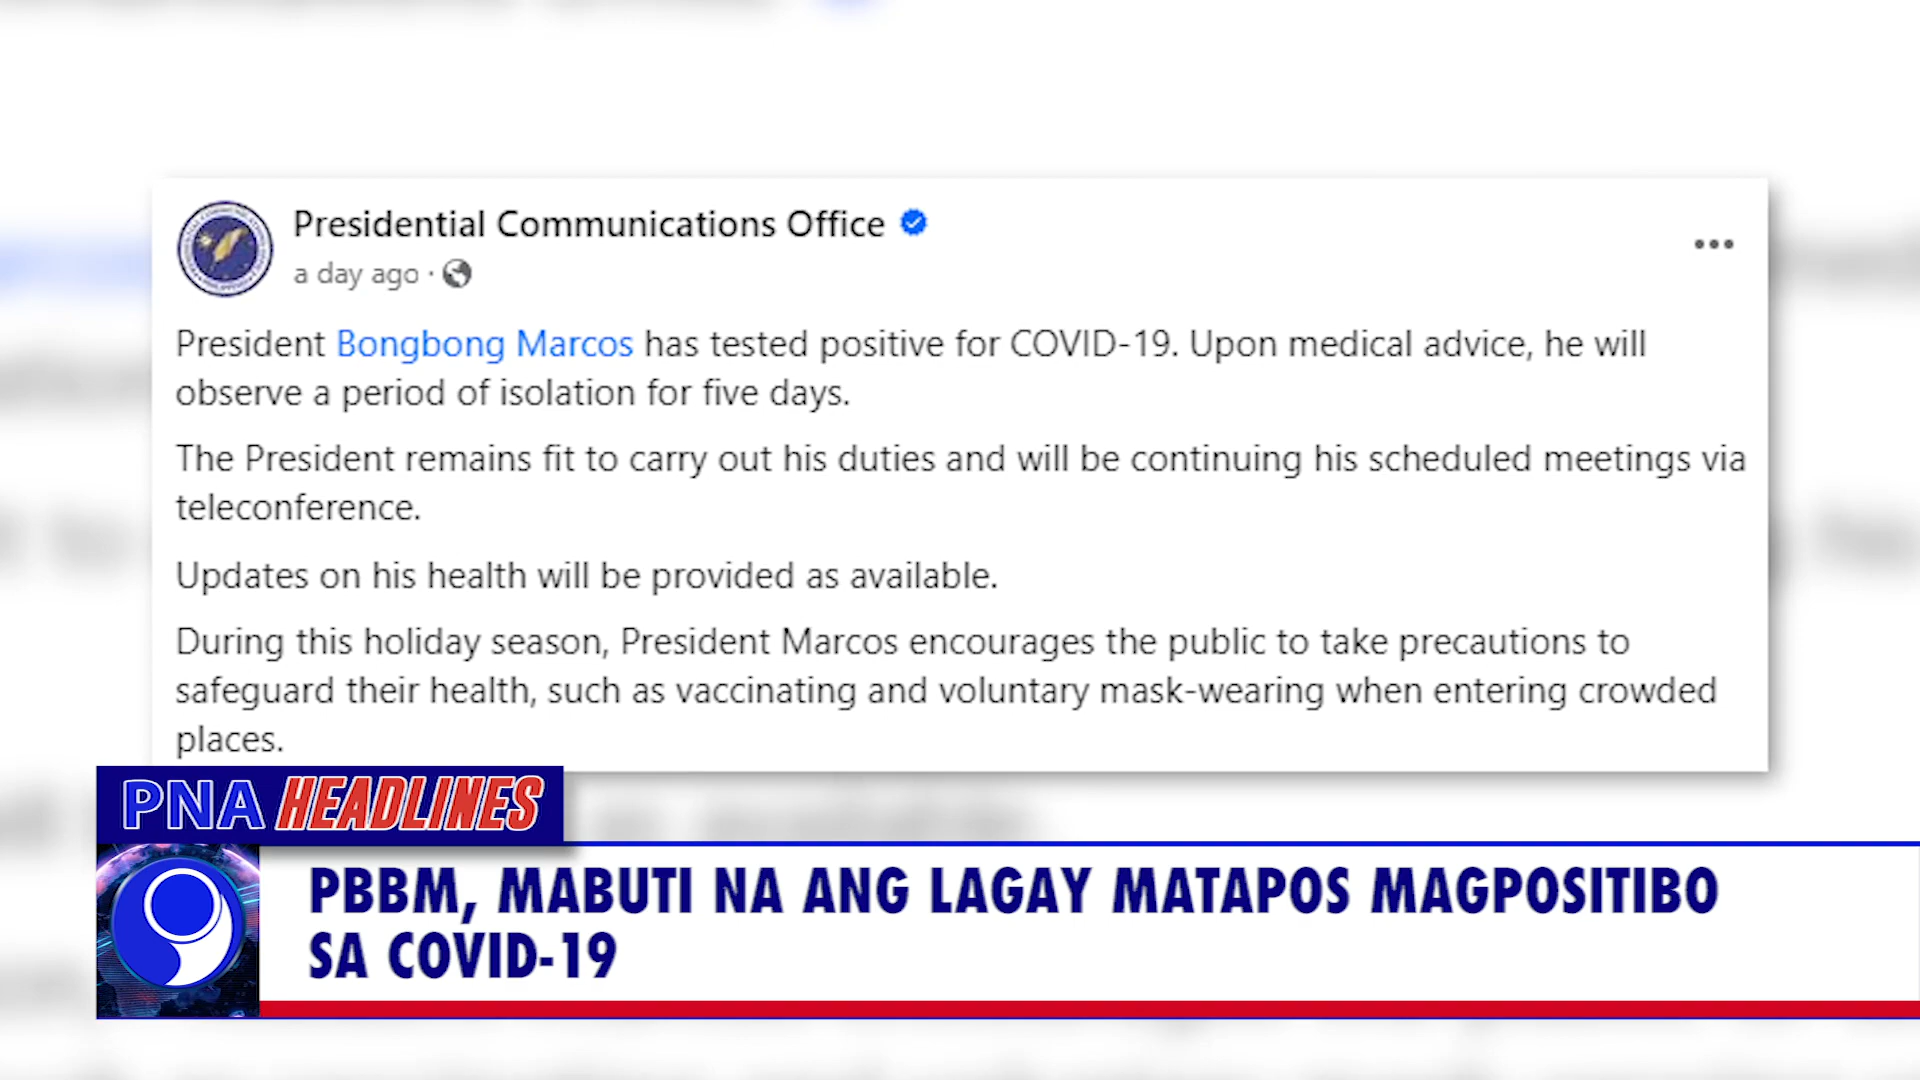 Presidential Communications Office
a day ago ·
President Bongbong Marcos has tested positive for COVID-19. Upon medical advice, he will
observe a period of isolation for five days.
The President remains fit to carry out his duties and will be continuing his scheduled meetings via
teleconference.
Updates on his health will be provided as available.
During this holiday season, President Marcos encourages the public to take precautions to
safeguard their health, such as vaccinating and voluntary mask-wearing when entering crowded
places.
PNA HEADLINES
PBBM, MABUTI NA ANG LAGAY MATAPOS MAGPOSITIBO
SA COVID-19